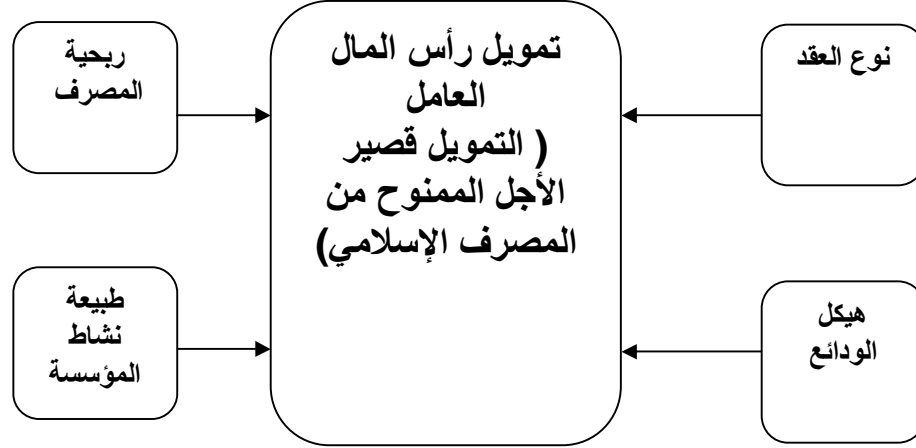 نوع العقد
تمويل رأس المال
العامل
( التمويل قصير
الأجل الممنوح من
المصرف الإسلامي)
ربحية
المصرف
هيكل
الودائع
طبيعة
نشاط
المؤسسة